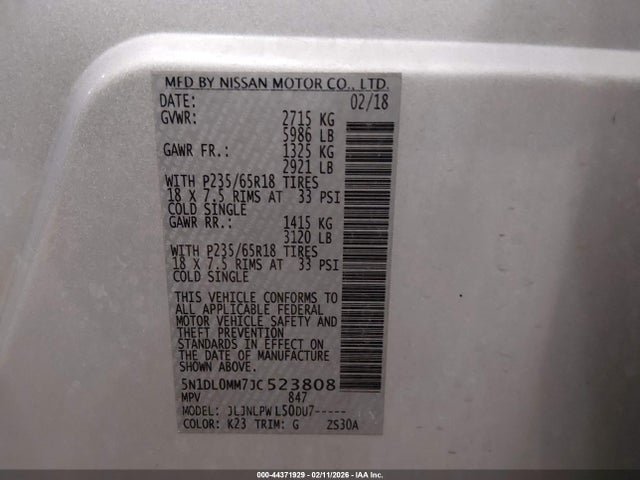 MFD BY NISSAN MOTOR CO., LTD.
DATE: 02/18
GVWR: 2715 KG
5986 LB
GAWR FR.: 1325 KG
2921 LB
WITH P235/65R18 TIRES
18 X 7.5 RIMS AT 33 PSI
COLD SINGLE
GAWR RR.: 1415 KG
3120 LB
WITH P235/65R18 TIRES
18 X 7.5 RIMS AT 33 PSI
COLD SINGLE
THIS VEHICLE CONFORMS TO
ALL APPLICABLE FEDERAL
MOTOR VEHICLE SAFETY AND
THEFT PREVENTION
STANDARDS IN EFFECT ON
THE DATE OF MANUFACTURE
SHOWN ABOVE.
5N1DL0MM7JC523808
MPV 847
MODEL: JLJNLPWL50DU7-----
COLOR: K23 TRIM: G ZS30A
000-44371929 - 02/11/2026 - IAA Inc.